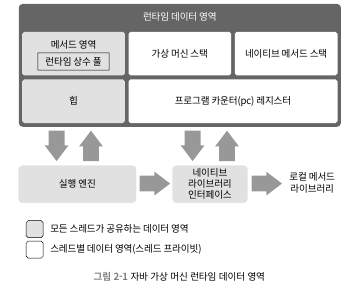 런타임 데이터 영역
메서드 영역
런타임 상수 풀
가상 머신 스택
네이티브 메서드 스택
힙
프로그램 카운터(pc) 레지스터
실행 엔진
네이티브
라이브러리
인터페이스
로컬 메서드
라이브러리
모든 스레드가 공유하는 데이터 영역
스레드별 데이터 영역(스레드 프라이빗)
그림 2-1 자바 가상 머신 런타임 데이터 영역